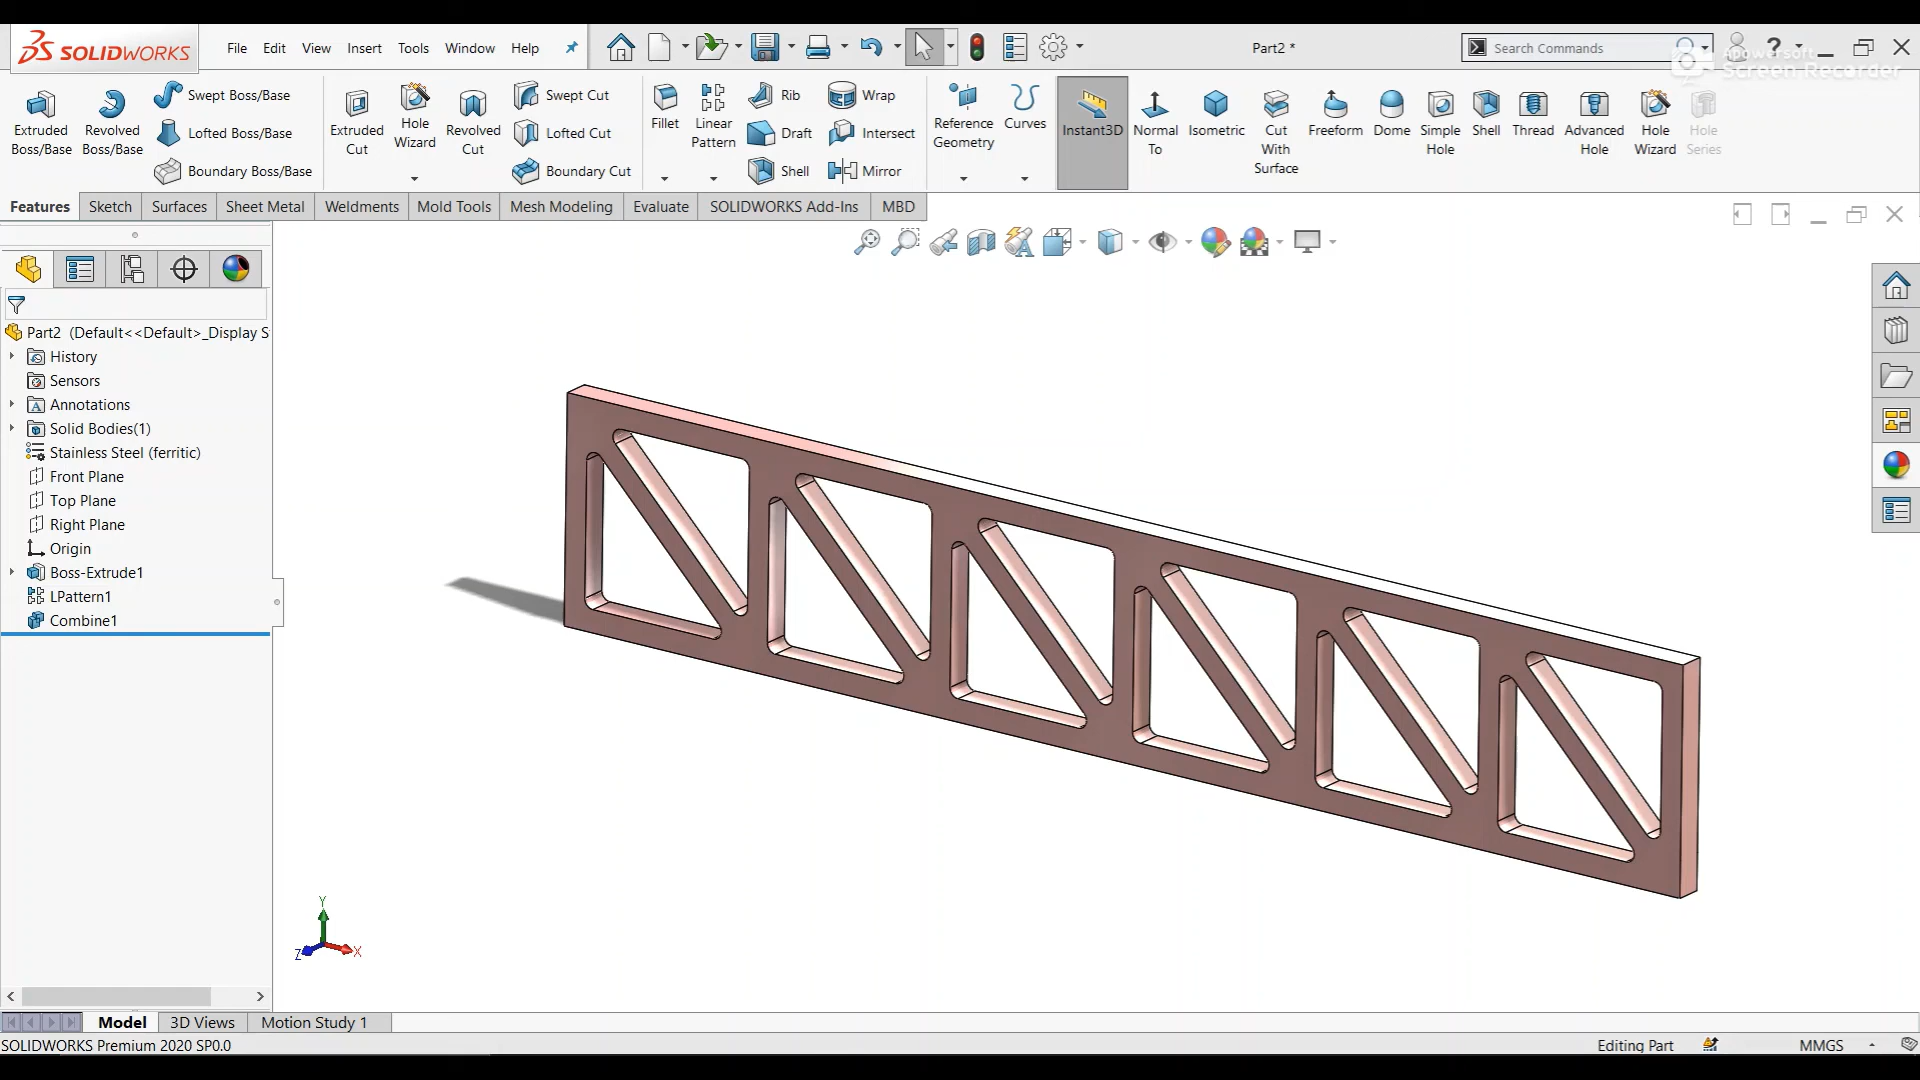 SOLIDWORKS File Edit View Insert Tools Window Help Part2 * Search Commands
Apowersoft
Screen Recorder
Extruded Boss/Base
Revolved Boss/Base
Swept Boss/Base
Lofted Boss/Base
Boundary Boss/Base
Extruded Cut
Hole Wizard
Revolved Cut
Swept Cut
Lofted Cut
Boundary Cut
Fillet
Linear Pattern
Rib
Draft
Shell
Wrap
Intersect
Mirror
Reference Geometry
Curves
Instant3D
Normal To
Isometric
Cut With Surface
Freeform
Dome
Simple Hole
Shell
Thread
Advanced Hole
Hole Wizard
Hole Series
Features Sketch Surfaces Sheet Metal Weldments Mold Tools Mesh Modeling Evaluate SOLIDWORKS Add-Ins MBD
Part2 (Default<<Default>_Display S
History
Sensors
Annotations
Solid Bodies(1)
Stainless Steel (ferritic)
Front Plane
Top Plane
Right Plane
Origin
Boss-Extrude1
LPattern1
Combine1
Y
Z X
Model 3D Views Motion Study 1
SOLIDWORKS Premium 2020 SP0.0 Editing Part MMGS